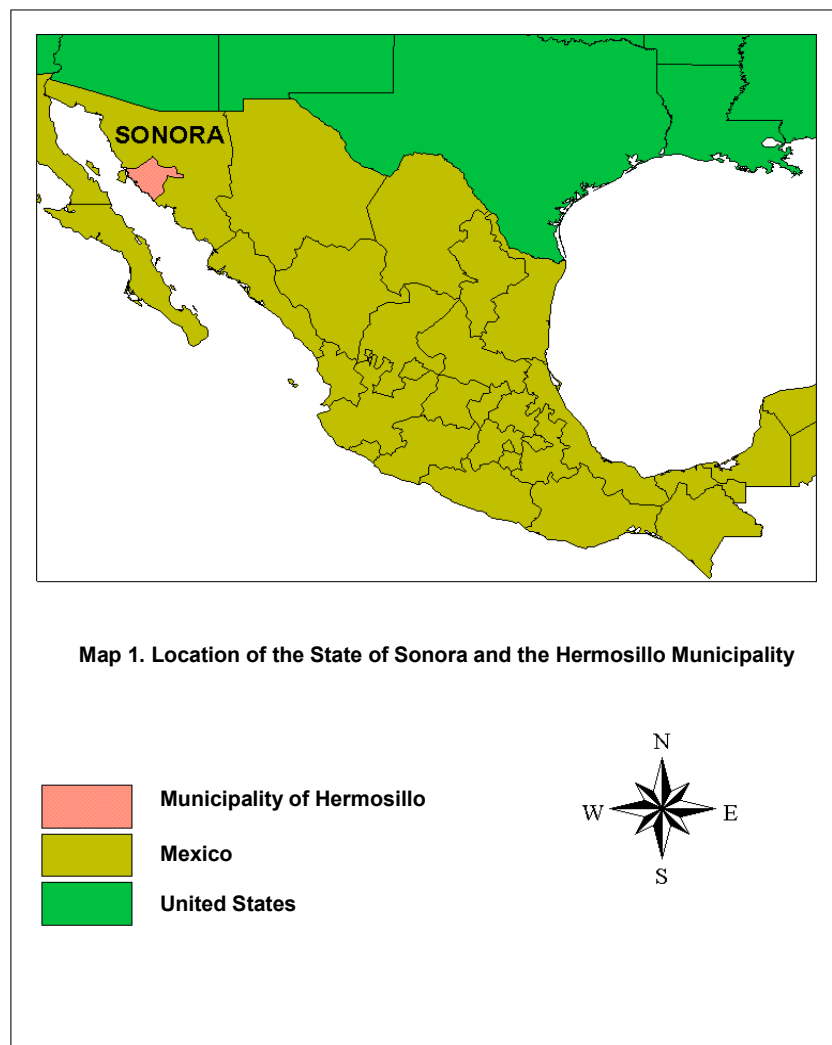 SONORA
Map 1. Location of the State of Sonora and the Hermosillo Municipality
N
W
E
S
Municipality of Hermosillo
Mexico
United States